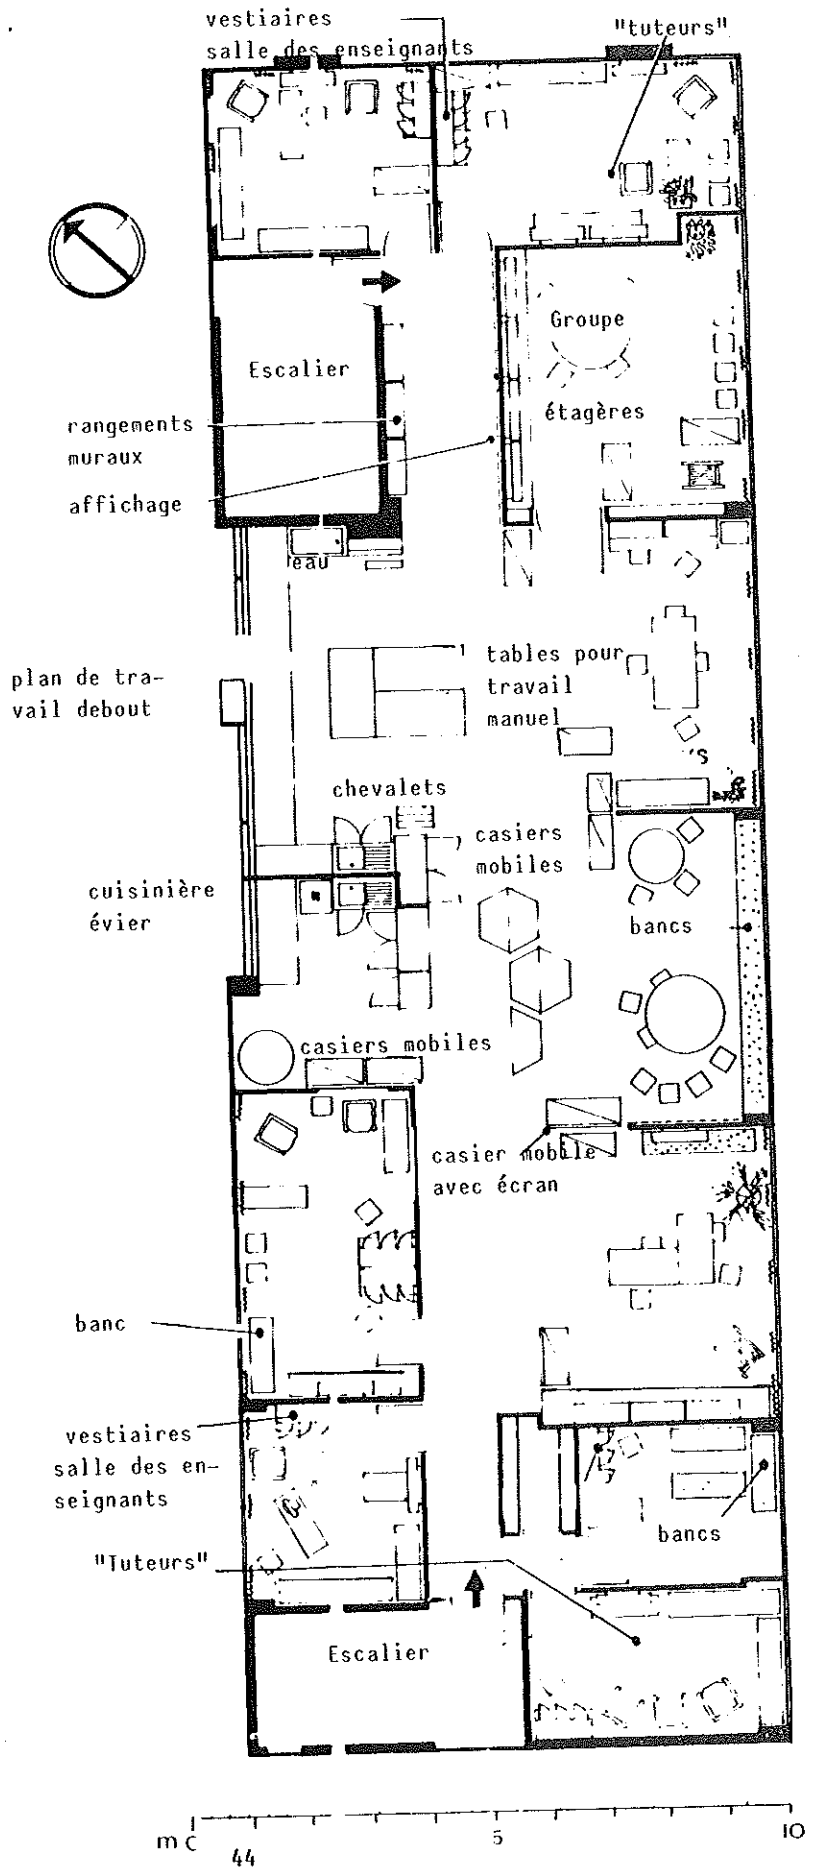 vestiaires
salle des enseignants
"tuteurs"
Groupe
Escalier
étagères
rangements
muraux
affichage
eau
tables pour
travail
manuel
plan de tra-
vail debout
'S
chevalets
casiers
mobiles
cuisinière
évier
bancs
casiers mobiles
casier mobile
avec écran
banc
vestiaires
salle des en-
seignants
bancs
"Tuteurs"
Escalier
m
5
10
44